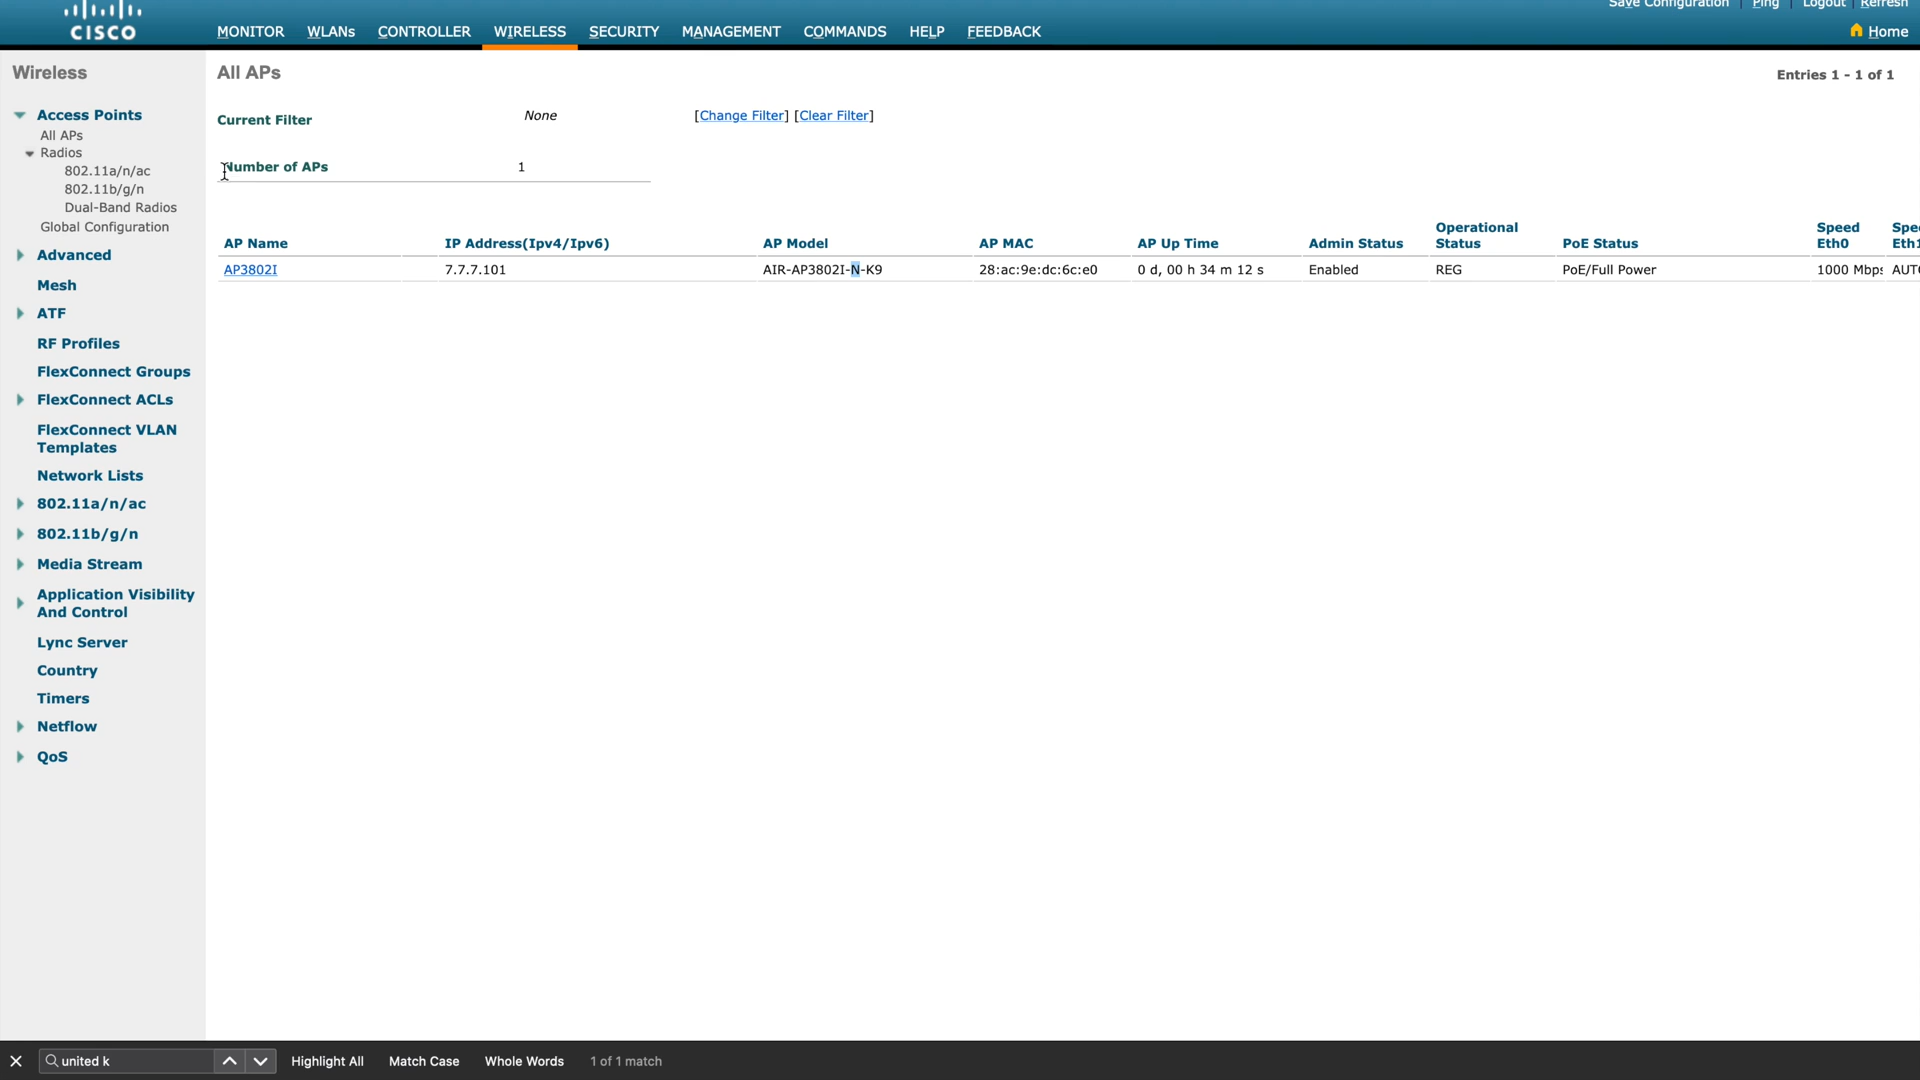 Save Configuration | Ping | Logout | Refresh
CISCO
MONITOR WLANs CONTROLLER WIRELESS SECURITY MANAGEMENT COMMANDS HELP FEEDBACK
Home
Wireless
Access Points
All APs
Radios
802.11a/n/ac
802.11b/g/n
Dual-Band Radios
Global Configuration
Advanced
Mesh
ATF
RF Profiles
FlexConnect Groups
FlexConnect ACLs
FlexConnect VLAN
Templates
Network Lists
802.11a/n/ac
802.11b/g/n
Media Stream
Application Visibility
And Control
Lync Server
Country
Timers
Netflow
QoS
All APs
Entries 1 - 1 of 1
Current Filter None [Change Filter] [Clear Filter]
Number of APs 1
AP Name IP Address(Ipv4/Ipv6) AP Model AP MAC AP Up Time Admin Status Operational Status PoE Status Speed Eth0 Spe Eth1
AP3802I 7.7.7.101 AIR-AP3802I-N-K9 28:ac:9e:dc:6c:e0 0 d, 00 h 34 m 12 s Enabled REG PoE/Full Power 1000 Mbps AUTO
united k Highlight All Match Case Whole Words 1 of 1 match